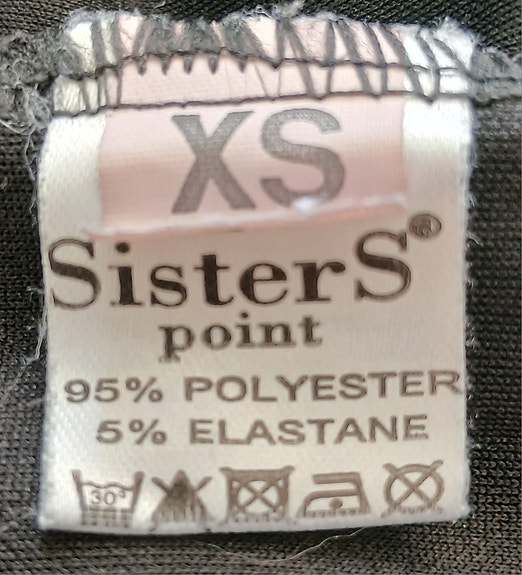 XS
SisterS®
point
95% POLYESTER
5% ELASTANE
30°